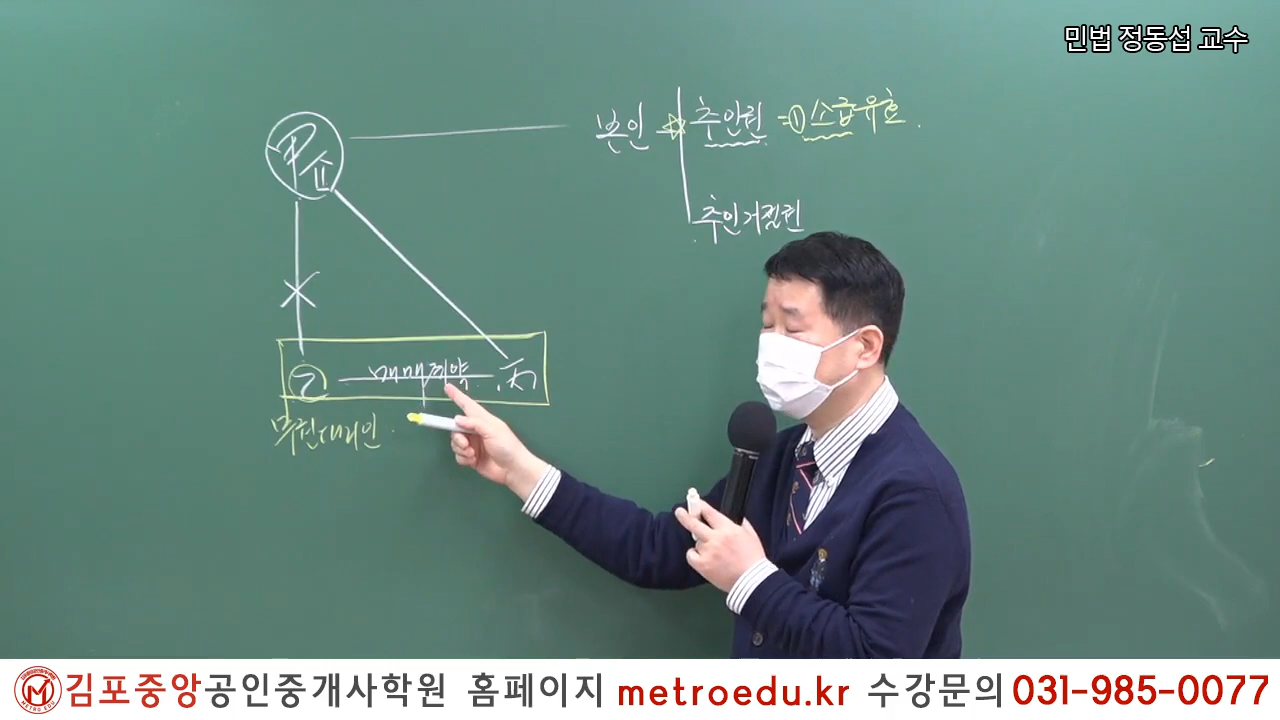 민법 정동섭 교수
甲 소
본인 추인권 = ① 소급유효.
추인거절권
乙 매매계약 丙
무권대리인.
METRO EDU
김포중앙공인중개사학원 홈페이지 metroedu.kr 수강문의 031-985-0077